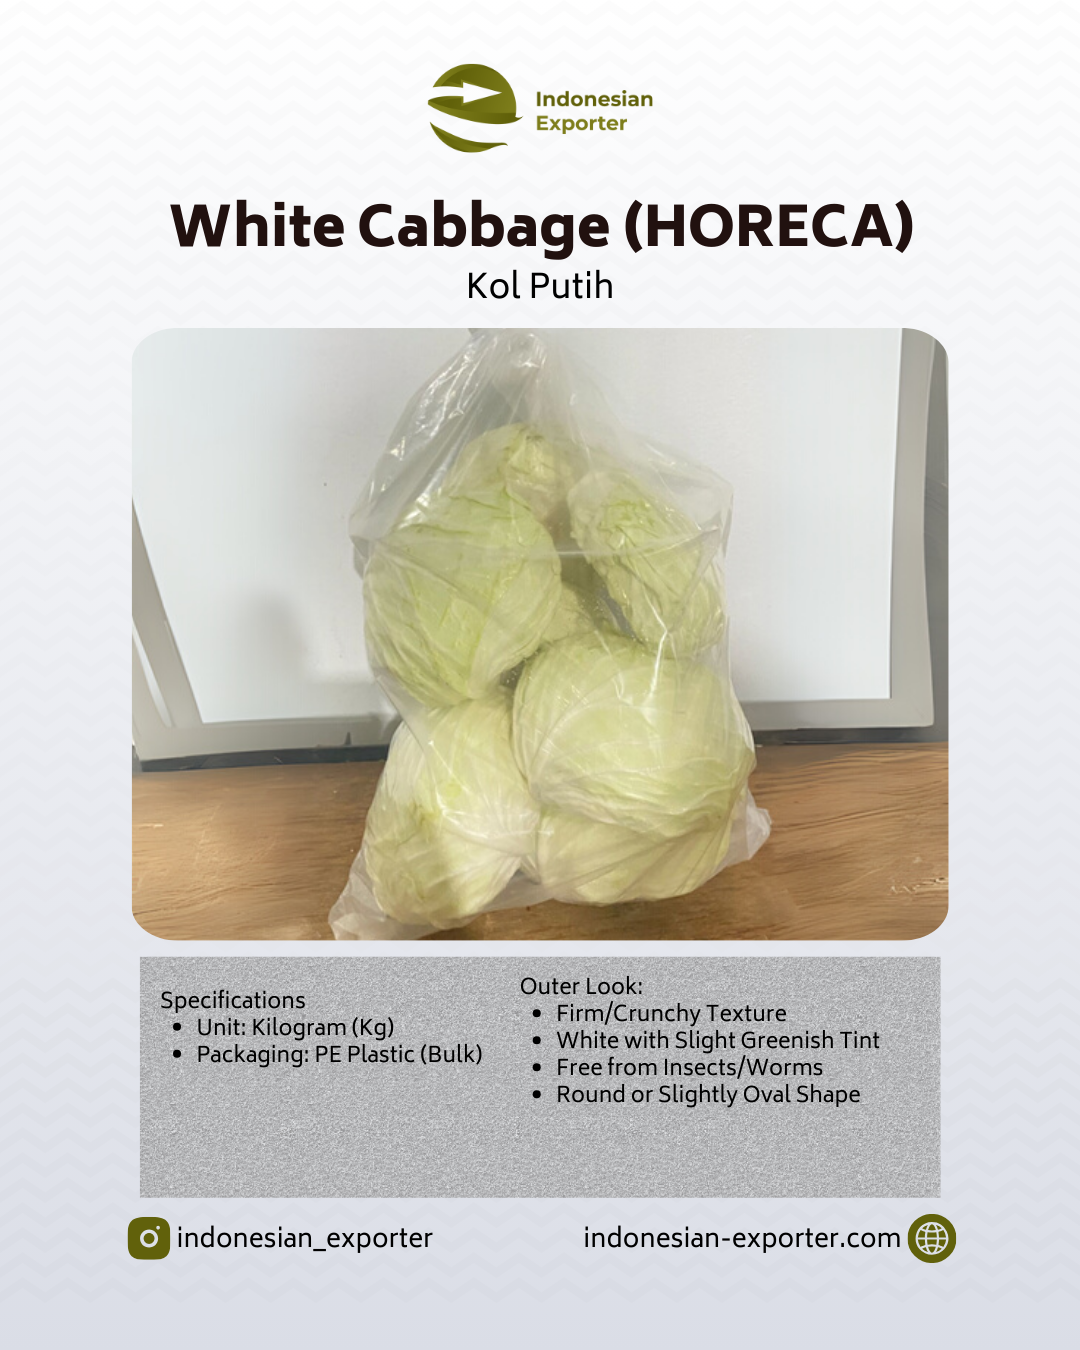 Indonesian
Exporter
White Cabbage (HORECA)
Kol Putih
Specifications
• Unit: Kilogram (Kg)
• Packaging: PE Plastic (Bulk)
Outer Look:
• Firm/Crunchy Texture
• White with Slight Greenish Tint
• Free from Insects/Worms
• Round or Slightly Oval Shape
indonesian_exporter
indonesian-exporter.com